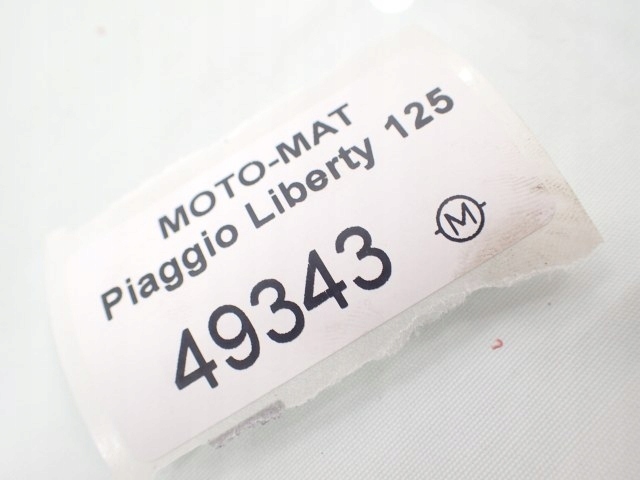 MOTO-MAT
Piaggio Liberty 125
49343
M